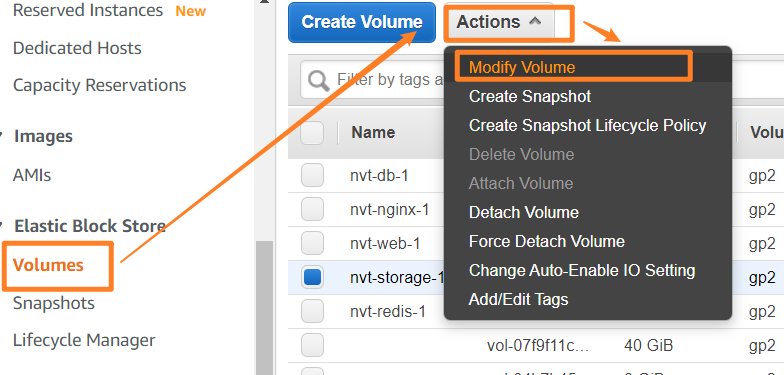 Reserved Instances New
Dedicated Hosts
Capacity Reservations
Images
AMIs
Elastic Block Store
Volumes
Snapshots
Lifecycle Manager
Create Volume
Actions
Filter by tags a
Modify Volume
Create Snapshot
Create Snapshot Lifecycle Policy
Delete Volume
Attach Volume
Detach Volume
Force Detach Volume
Change Auto-Enable IO Setting
Add/Edit Tags
Name Volu
nvt-db-1 gp2
nvt-nginx-1 gp2
nvt-web-1 gp2
nvt-storage-1 gp2
nvt-redis-1 gp2
vol-07f9f11c... 40 GiB gp2